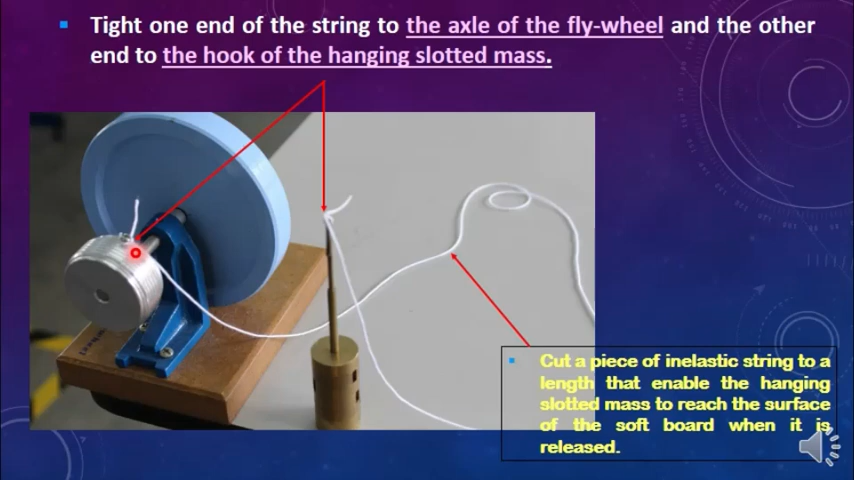 Tight one end of the string to the axle of the fly-wheel and the other
end to the hook of the hanging slotted mass.
Cut a piece of inelastic string to a
length that enable the hanging
slotted mass to reach the surface
of the soft board when it is
released.